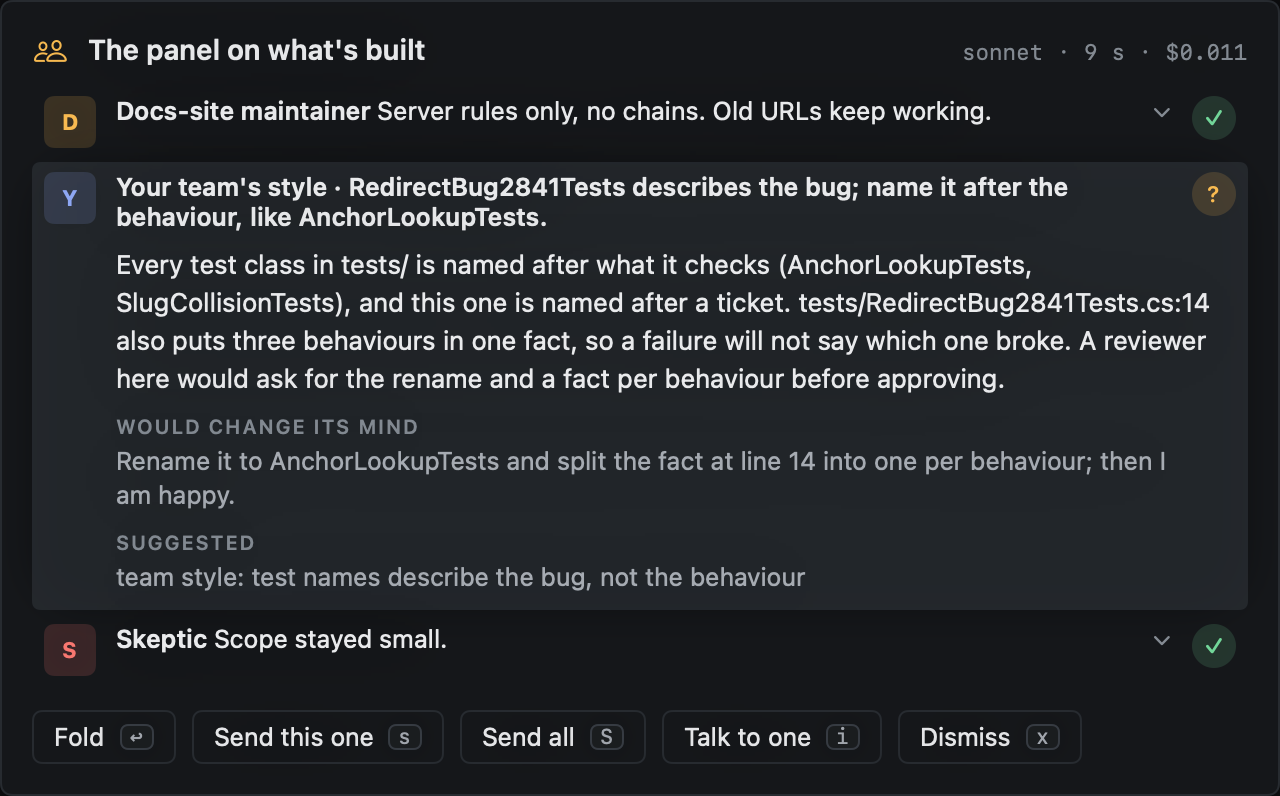 The panel on what's built
sonnet · 9 s · $0.011
D
Docs-site maintainer Server rules only, no chains. Old URLs keep working.
Y
Your team's style · RedirectBug2841Tests describes the bug; name it after the
behaviour, like AnchorLookupTests.
?
Every test class in tests/ is named after what it checks (AnchorLookupTests,
SlugCollisionTests), and this one is named after a ticket. tests/RedirectBug2841Tests.cs:14
also puts three behaviours in one fact, so a failure will not say which one broke. A reviewer
here would ask for the rename and a fact per behaviour before approving.
WOULD CHANGE ITS MIND
Rename it to AnchorLookupTests and split the fact at line 14 into one per behaviour; then I
am happy.
SUGGESTED
team style: test names describe the bug, not the behaviour
S
Skeptic Scope stayed small.
Fold ↩ Send this one s Send all S Talk to one i Dismiss x